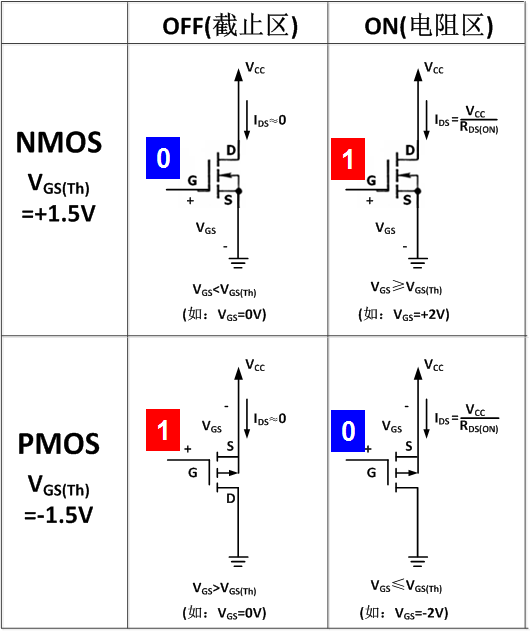 OFF(截止区)
ON(电阻区)
NMOS
VGS(Th)
=+1.5V
VCC
IDS≈0
0
D
G
S
+
VGS
-
VGS<VGS(Th)
(如：VGS=0V)
VCC
IDS=VCC/RDS(ON)
1
D
G
S
+
VGS
-
VGS≥VGS(Th)
(如：VGS=+2V)
PMOS
VGS(Th)
=-1.5V
VCC
-
IDS≈0
1
VGS
S
+
G
D
VGS>VGS(Th)
(如：VGS=0V)
VCC
-
IDS=VCC/RDS(ON)
0
VGS
S
+
G
VGS≤VGS(Th)
(如：VGS=-2V)